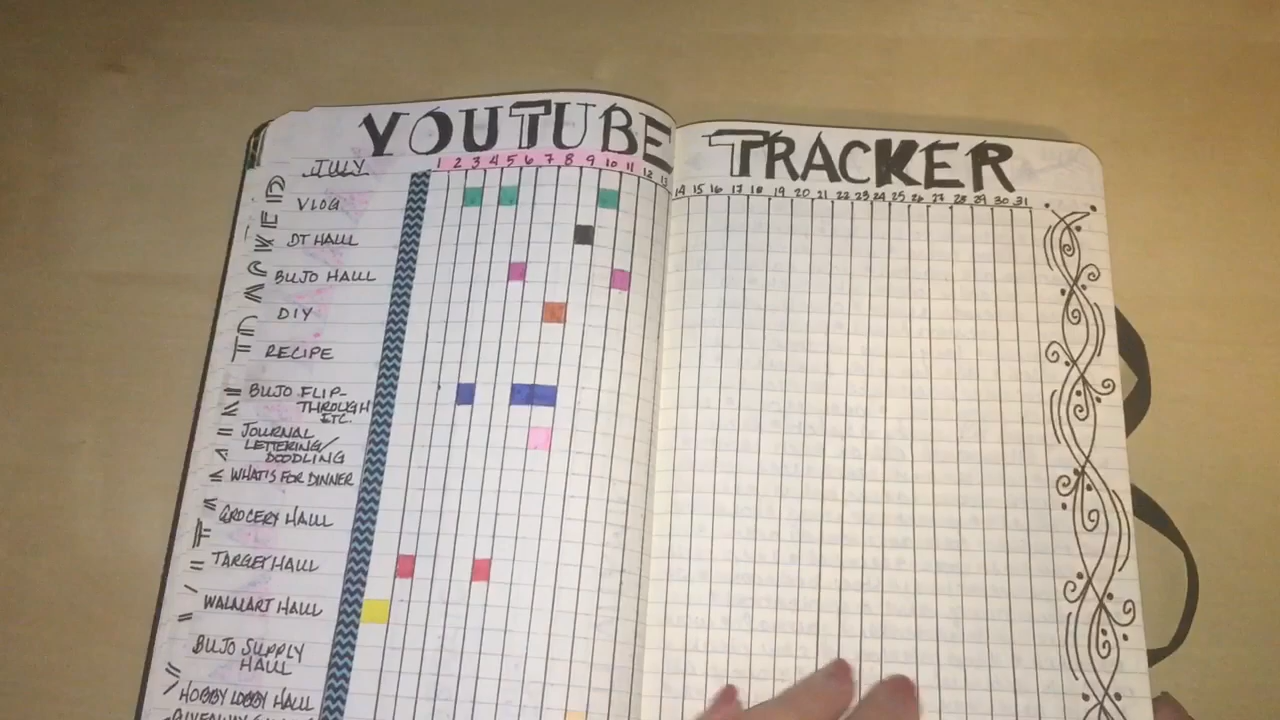 YOUTUBE TRACKER
JULY 1 2 3 4 5 6 7 8 9 10 11 12 13 14 15 16 17 18 19 20 21 22 23 24 25 26 27 28 29 30 31
VLOG
DT HAUL
BUJO HAUL
DIY
RECIPE
BUJO FLIP-
THROUGH
ETC.
JOURNAL
LETTERING/
DOODLING
WHAT'S FOR DINNER
GROCERY HAUL
TARGET HAUL
WALMART HAUL
BUJO SUPPLY
HAUL
HOBBY LOBBY HAUL
GIVEAWAY